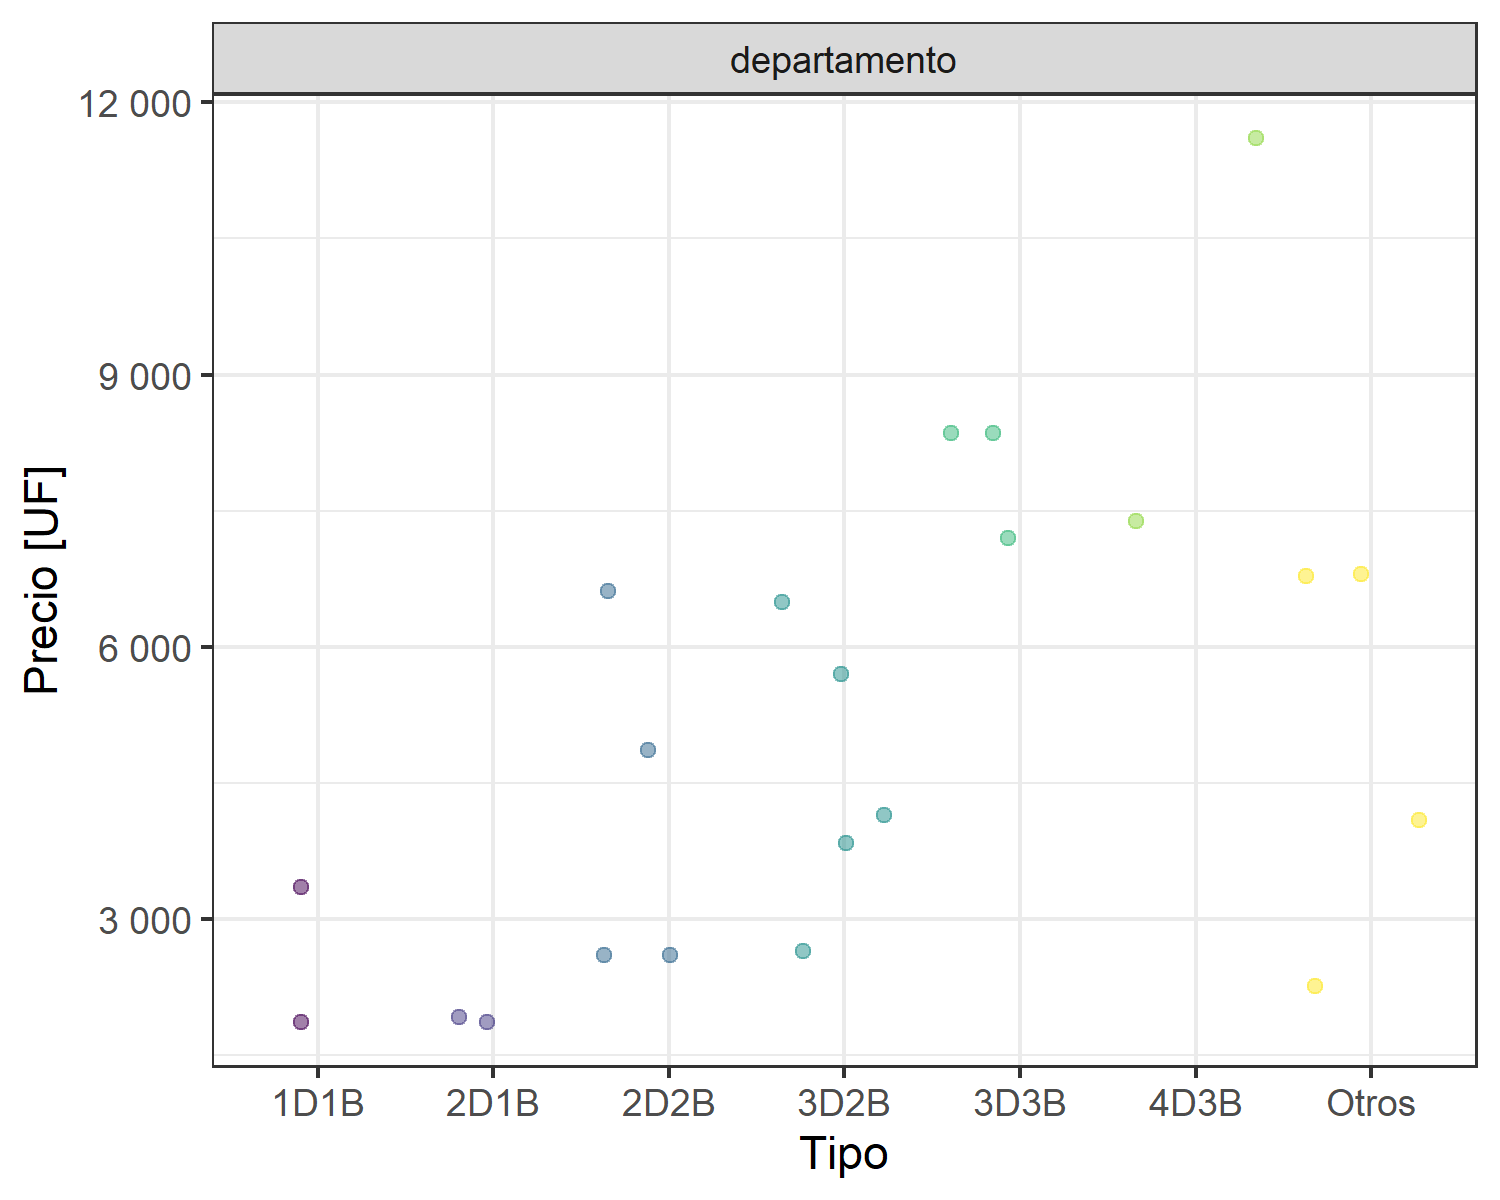 departamento
12 000
9 000
6 000
3 000
Precio [UF]
1D1B 2D1B 2D2B 3D2B 3D3B 4D3B Otros
Tipo